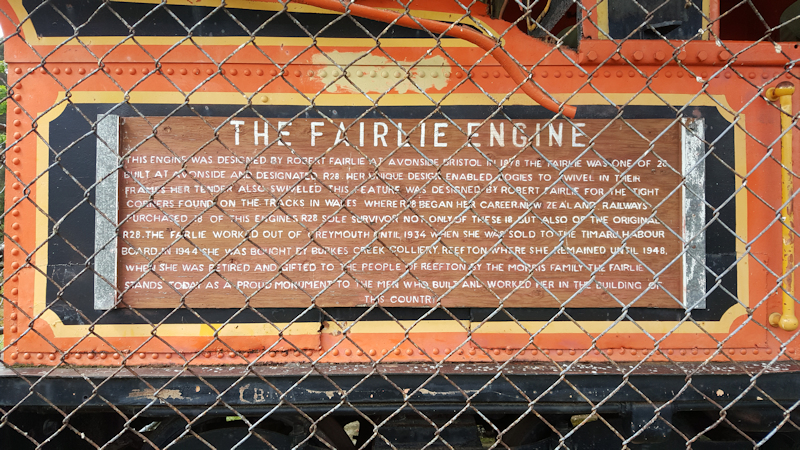 THE FAIRLIE ENGINE
THIS ENGINE WAS DESIGNED BY ROBERT FAIRLIE AT AVONSIDE BRISTOL IN 1878 THE FAIRLIE WAS ONE OF 20
BUILT AT AVONSIDE AND DESIGNATED R28 HER UNIQUE DESIGN ENABLED BOGIES TO SWIVEL IN THEIR
FRAMES HER TENDER ALSO SWIVELED THIS FEATURE WAS DESIGNED BY ROBERT FAIRLIE FOR THE TIGHT
CORNERS FOUND ON THE TRACKS IN WALES WHERE R28 BEGAN HER CAREER. NEW ZEALAND RAILWAYS
PURCHASED 18 OF THIS ENGINES R28 SOLE SURVIVOR NOT ONLY OF THESE 18 BUT ALSO OF THE ORIGINAL
R28. THE FARLIE WORKED OUT OF GREYMOUTH UNTIL 1934 WHEN SHE WAS SOLD TO THE TIMARU HABOUR
BOARD IN 1944 SHE WAS BOUGHT BY BURKES CREEK COLLIERY REEFTON WHERE SHE REMAINED UNTIL 1948,
WHEN SHE WAS RETIRED AND GIFTED TO THE PEOPLE OF REEFTON BY THE MORRIS FAMILY THE FAIRLIE
STANDS TODAY AS A PROUD MONUMENT TO THE MEN WHO BUILT AND WORKED HER IN THE BUILDING OF
THIS COUNTRY